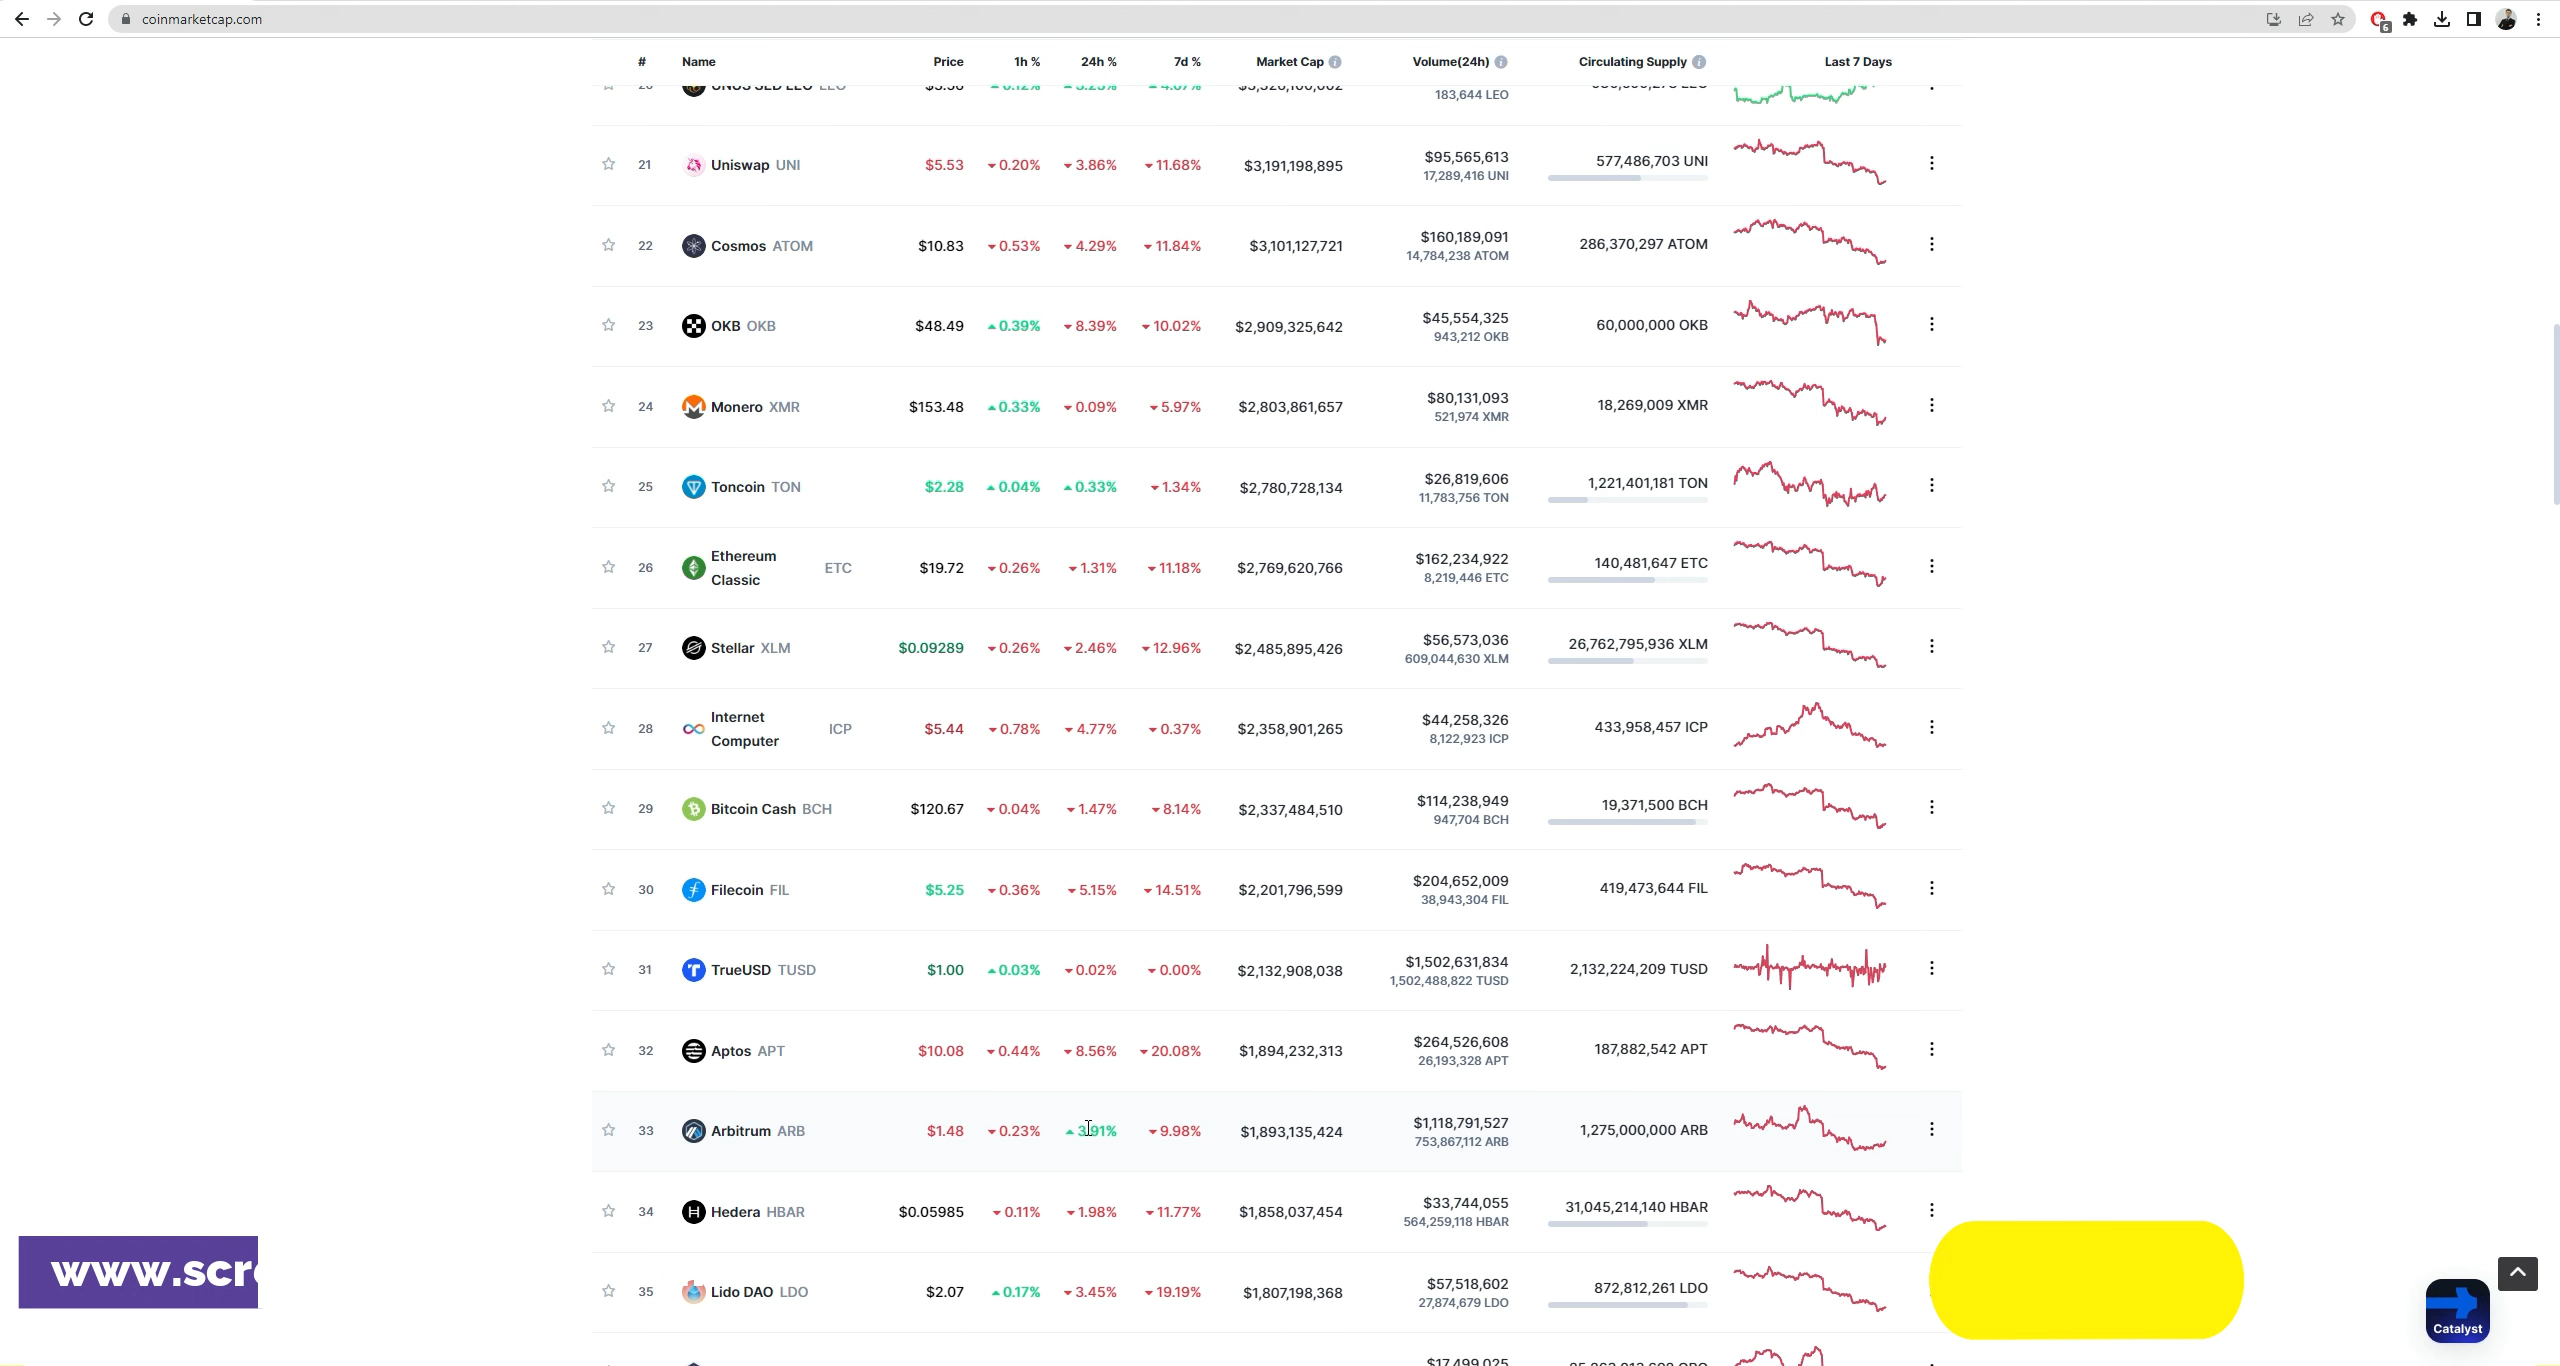 coinmarketcap.com
6
# Name Price 1h % 24h % 7d % Market Cap Volume(24h) Circulating Supply Last 7 Days
183,644 LEO
21 Uniswap UNI $5.53 0.20% 3.86% 11.68% $3,191,198,895 $95,565,613 577,486,703 UNI
17,289,416 UNI
22 Cosmos ATOM $10.83 0.53% 4.29% 11.84% $3,101,127,721 $160,189,091 286,370,297 ATOM
14,784,238 ATOM
23 OKB OKB $48.49 0.39% 8.39% 10.02% $2,909,325,642 $45,554,325 60,000,000 OKB
943,212 OKB
24 Monero XMR $153.48 0.33% 0.09% 5.97% $2,803,861,657 $80,131,093 18,269,009 XMR
521,974 XMR
25 Toncoin TON $2.28 0.04% 0.33% 1.34% $2,780,728,134 $26,819,606 1,221,401,181 TON
11,783,756 TON
26 Ethereum Classic ETC $19.72 0.26% 1.31% 11.18% $2,769,620,766 $162,234,922 140,481,647 ETC
8,219,446 ETC
27 Stellar XLM $0.09289 0.26% 2.46% 12.96% $2,485,895,426 $56,573,036 26,762,795,936 XLM
609,044,630 XLM
28 Internet Computer ICP $5.44 0.78% 4.77% 0.37% $2,358,901,265 $44,258,326 433,958,457 ICP
8,122,923 ICP
29 Bitcoin Cash BCH $120.67 0.04% 1.47% 8.14% $2,337,484,510 $114,238,949 19,371,500 BCH
947,704 BCH
30 Filecoin FIL $5.25 0.36% 5.15% 14.51% $2,201,796,599 $204,652,009 419,473,644 FIL
38,943,304 FIL
31 TrueUSD TUSD $1.00 0.03% 0.02% 0.00% $2,132,908,038 $1,502,631,834 2,132,224,209 TUSD
1,502,488,822 TUSD
32 Aptos APT $10.08 0.44% 8.56% 20.08% $1,894,232,313 $264,526,608 187,882,542 APT
26,193,328 APT
33 Arbitrum ARB $1.48 0.23% 3.91% 9.98% $1,893,135,424 $1,118,791,527 1,275,000,000 ARB
753,867,112 ARB
34 Hedera HBAR $0.05985 0.11% 1.98% 11.77% $1,858,037,454 $33,744,055 31,045,214,140 HBAR
564,259,118 HBAR
www.scr
35 Lido DAO LDO $2.07 0.17% 3.45% 19.19% $1,807,198,368 $57,518,602 872,812,261 LDO
27,874,679 LDO
Catalyst